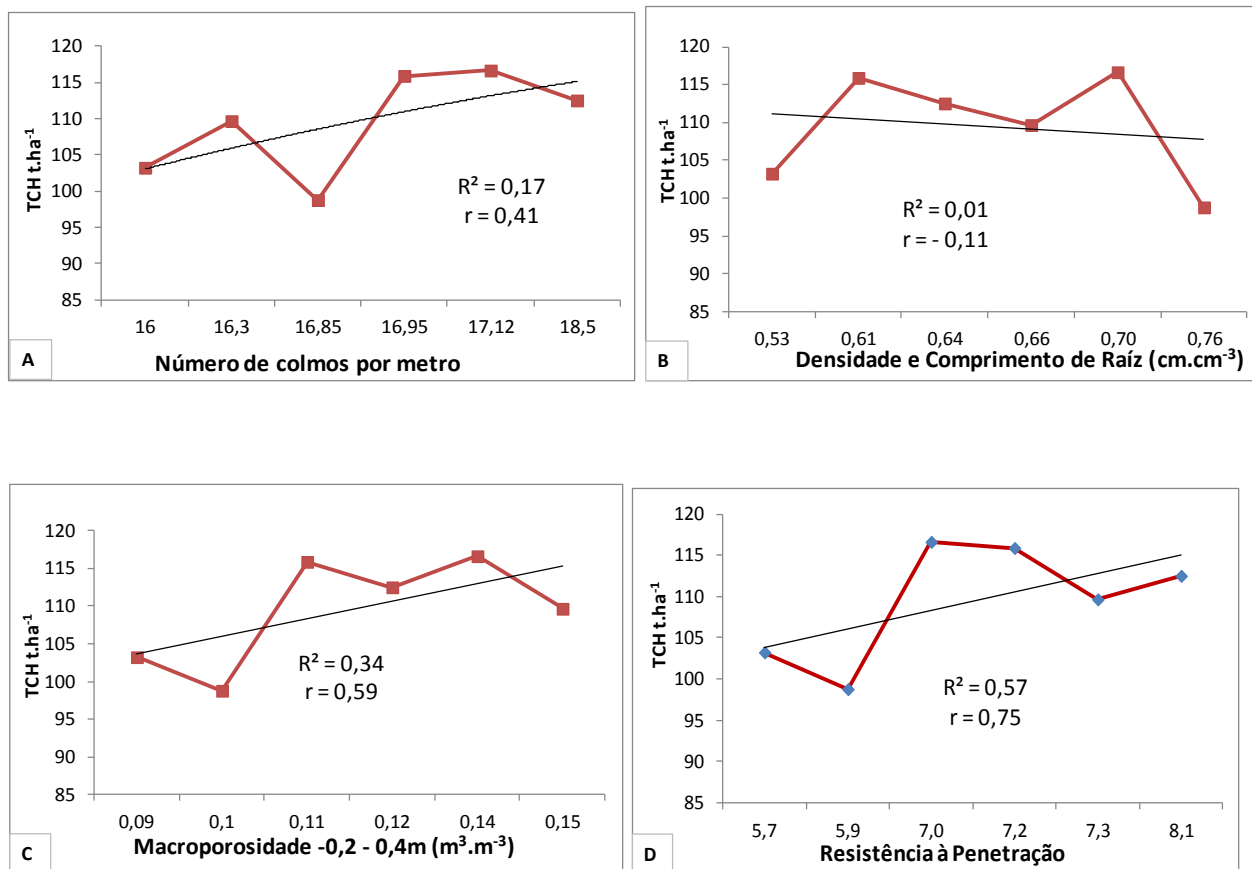 120
115
110
105
100
95
90
85
TCH t.ha⁻¹
R² = 0,17
r = 0,41
16 16,3 16,85 16,95 17,12 18,5
A
Número de colmos por metro
120
115
110
105
100
95
90
85
TCH t.ha⁻¹
R² = 0,01
r = - 0,11
0,53 0,61 0,64 0,66 0,70 0,76
B
Densidade e Comprimento de Raíz (cm.cm⁻³)
120
115
110
105
100
95
90
85
TCH t.ha⁻¹
R² = 0,34
r = 0,59
0,09 0,1 0,11 0,12 0,14 0,15
C
Macroporosidade -0,2 - 0,4m (m³.m⁻³)
120
115
110
105
100
95
90
85
TCH t.ha⁻¹
R² = 0,57
r = 0,75
5,7 5,9 7,0 7,2 7,3 8,1
D
Resistência à Penetração